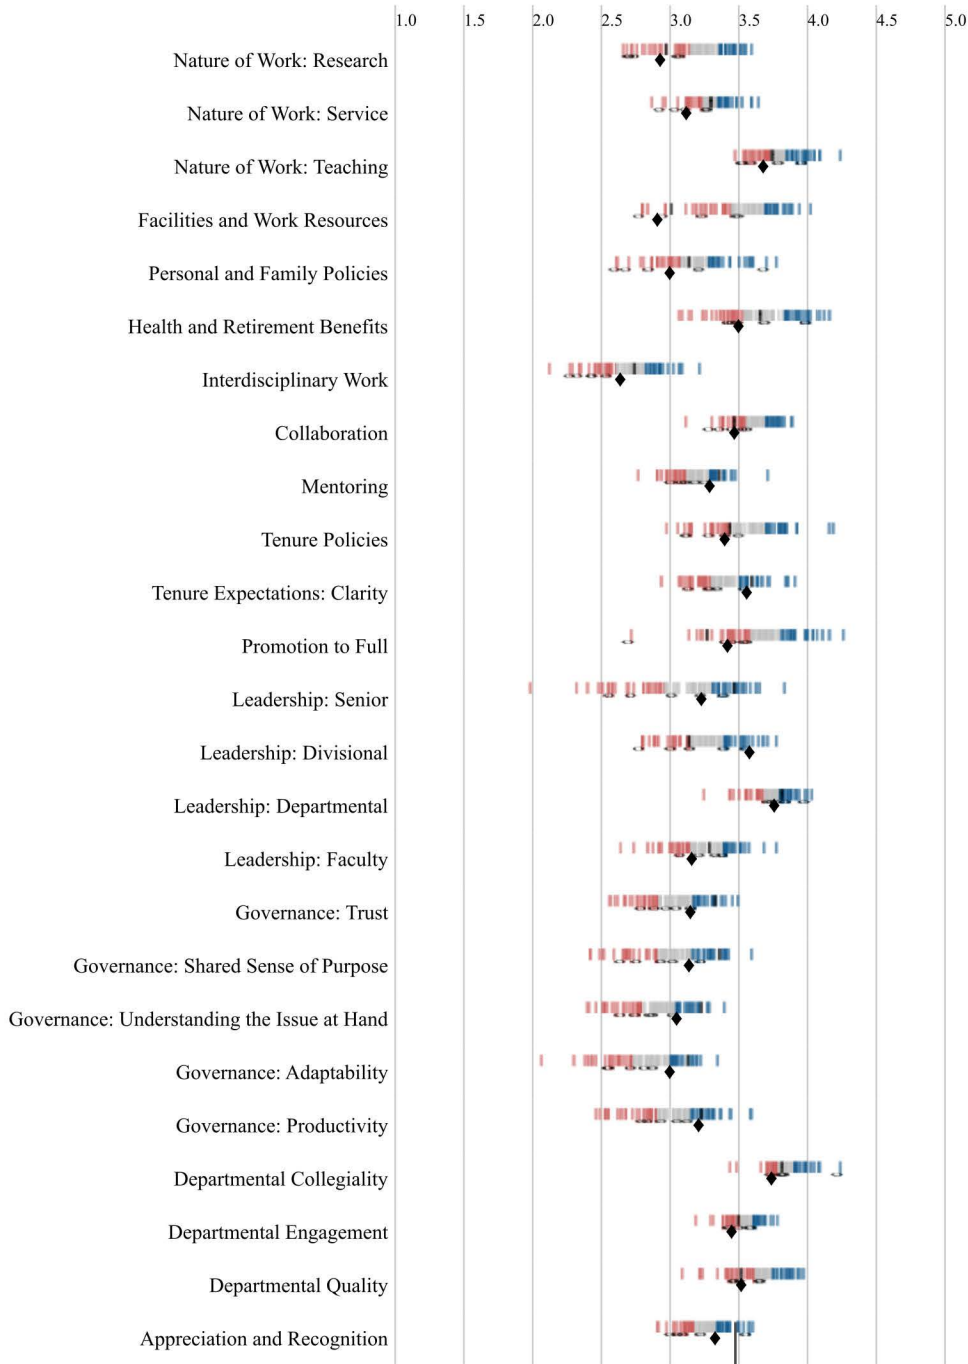 1.0 1.5 2.0 2.5 3.0 3.5 4.0 4.5 5.0
Nature of Work: Research
Nature of Work: Service
Nature of Work: Teaching
Facilities and Work Resources
Personal and Family Policies
Health and Retirement Benefits
Interdisciplinary Work
Collaboration
Mentoring
Tenure Policies
Tenure Expectations: Clarity
Promotion to Full
Leadership: Senior
Leadership: Divisional
Leadership: Departmental
Leadership: Faculty
Governance: Trust
Governance: Shared Sense of Purpose
Governance: Understanding the Issue at Hand
Governance: Adaptability
Governance: Productivity
Departmental Collegiality
Departmental Engagement
Departmental Quality
Appreciation and Recognition